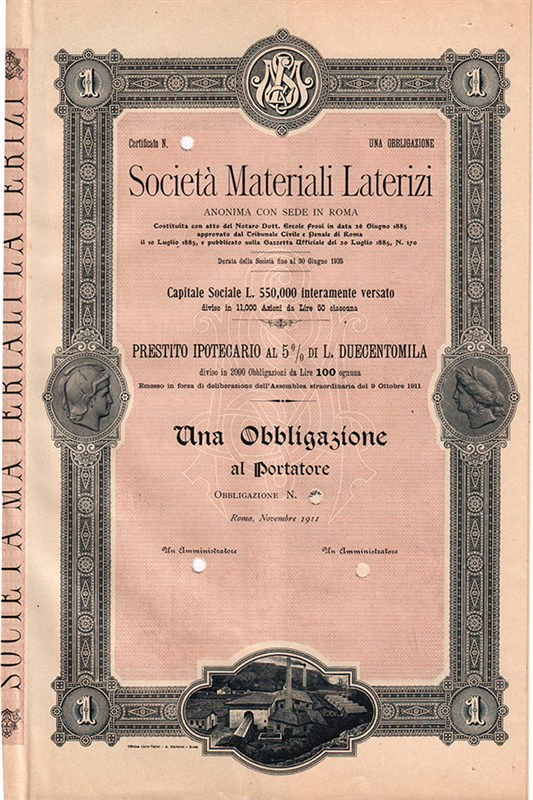 SOCIETÀ MATERIALI LATERIZI
1 1
Certificato N. UNA OBBLIGAZIONE
Società Materiali Laterizi
ANONIMA CON SEDE IN ROMA
Costituita con atto del Notaro Dott. Ercole Frosi in data 26 Giugno 1885
approvato dal Tribunale Civile e Penale di Roma
il 10 Luglio 1885, e pubblicato sulla Gazzetta Ufficiale del 20 Luglio 1885, N. 170
Durata della Società fino al 30 Giugno 1935
Capitale Sociale L. 550,000 interamente versato
diviso in 11,000 Azioni da Lire 50 ciascuna
PRESTITO IPOTECARIO AL 5 % DI L. DUECENTOMILA
diviso in 2000 Obbligazioni da Lire 100 ognuna
Emesso in forza di deliberazione dell'Assemblea straordinaria del 9 Ottobre 1911
Una Obbligazione
al Portatore
OBBLIGAZIONE N.
Roma, Novembre 1911
Un Amministratore Un Amministratore
1 1
Officina Carte-Valori - A. - Roma